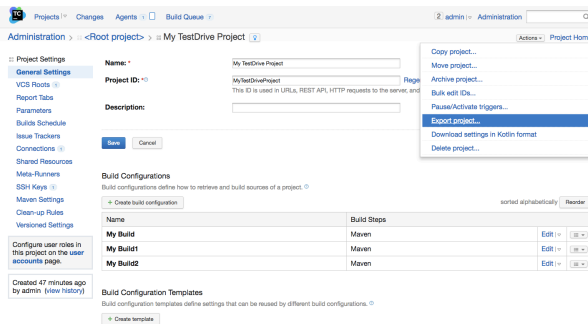 TC
Projects
Changes
Agents 1
Build Queue 0
2 admin
Administration
Administration > <Root project> > My TestDrive Project
Actions
Project Hom
Project Settings
General Settings
VCS Roots 1
Report Tabs
Parameters
Builds Schedule
Issue Trackers
Connections 1
Shared Resources
Meta-Runners
SSH Keys 1
Maven Settings
Clean-up Rules
Versioned Settings
Configure user roles in
this project on the user
accounts page.
Created 47 minutes ago
by admin (view history)
Name: *
My TestDrive Project
Project ID: *
MyTestDriveProject
Rege
This ID is used in URLs, REST API, HTTP requests to the server, and
Description:
Save
Cancel
Copy project...
Move project...
Archive project...
Bulk edit IDs...
Pause/Activate triggers...
Export project...
Download settings in Kotlin format
Delete project...
Build Configurations
Build configurations define how to retrieve and build sources of a project.
+ Create build configuration
sorted alphabetically
Reorder
Name
Build Steps
My Build
Maven
Edit
My Build1
Maven
Edit
My Build2
Maven
Edit
Build Configuration Templates
Build configuration templates define settings that can be reused by different build configurations.
+ Create template